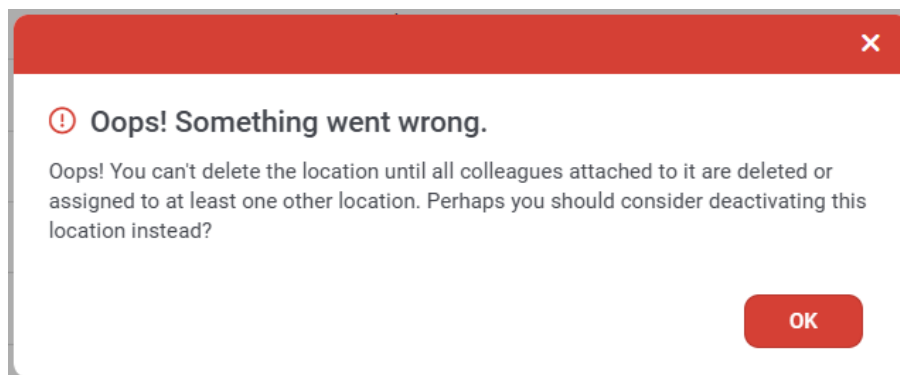 Oops! Something went wrong.
Oops! You can't delete the location until all colleagues attached to it are deleted or
assigned to at least one other location. Perhaps you should consider deactivating this
location instead?
OK